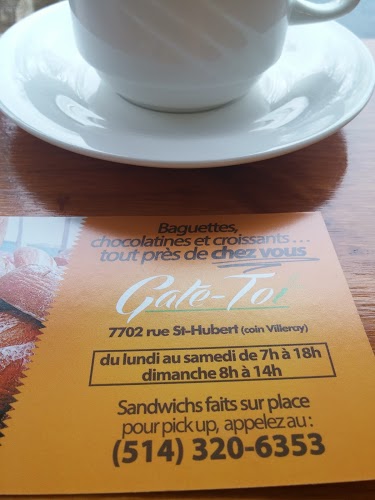 Baguettes,
chocolatines et croissants...
tout près de chez vous
Gate-Toi
7702 rue St-Hubert (coin Villeray)
du lundi au samedi de 7h à 18h
dimanche 8h à 14h
Sandwichs faits sur place
pour pick up, appelez au :
(514) 320-6353